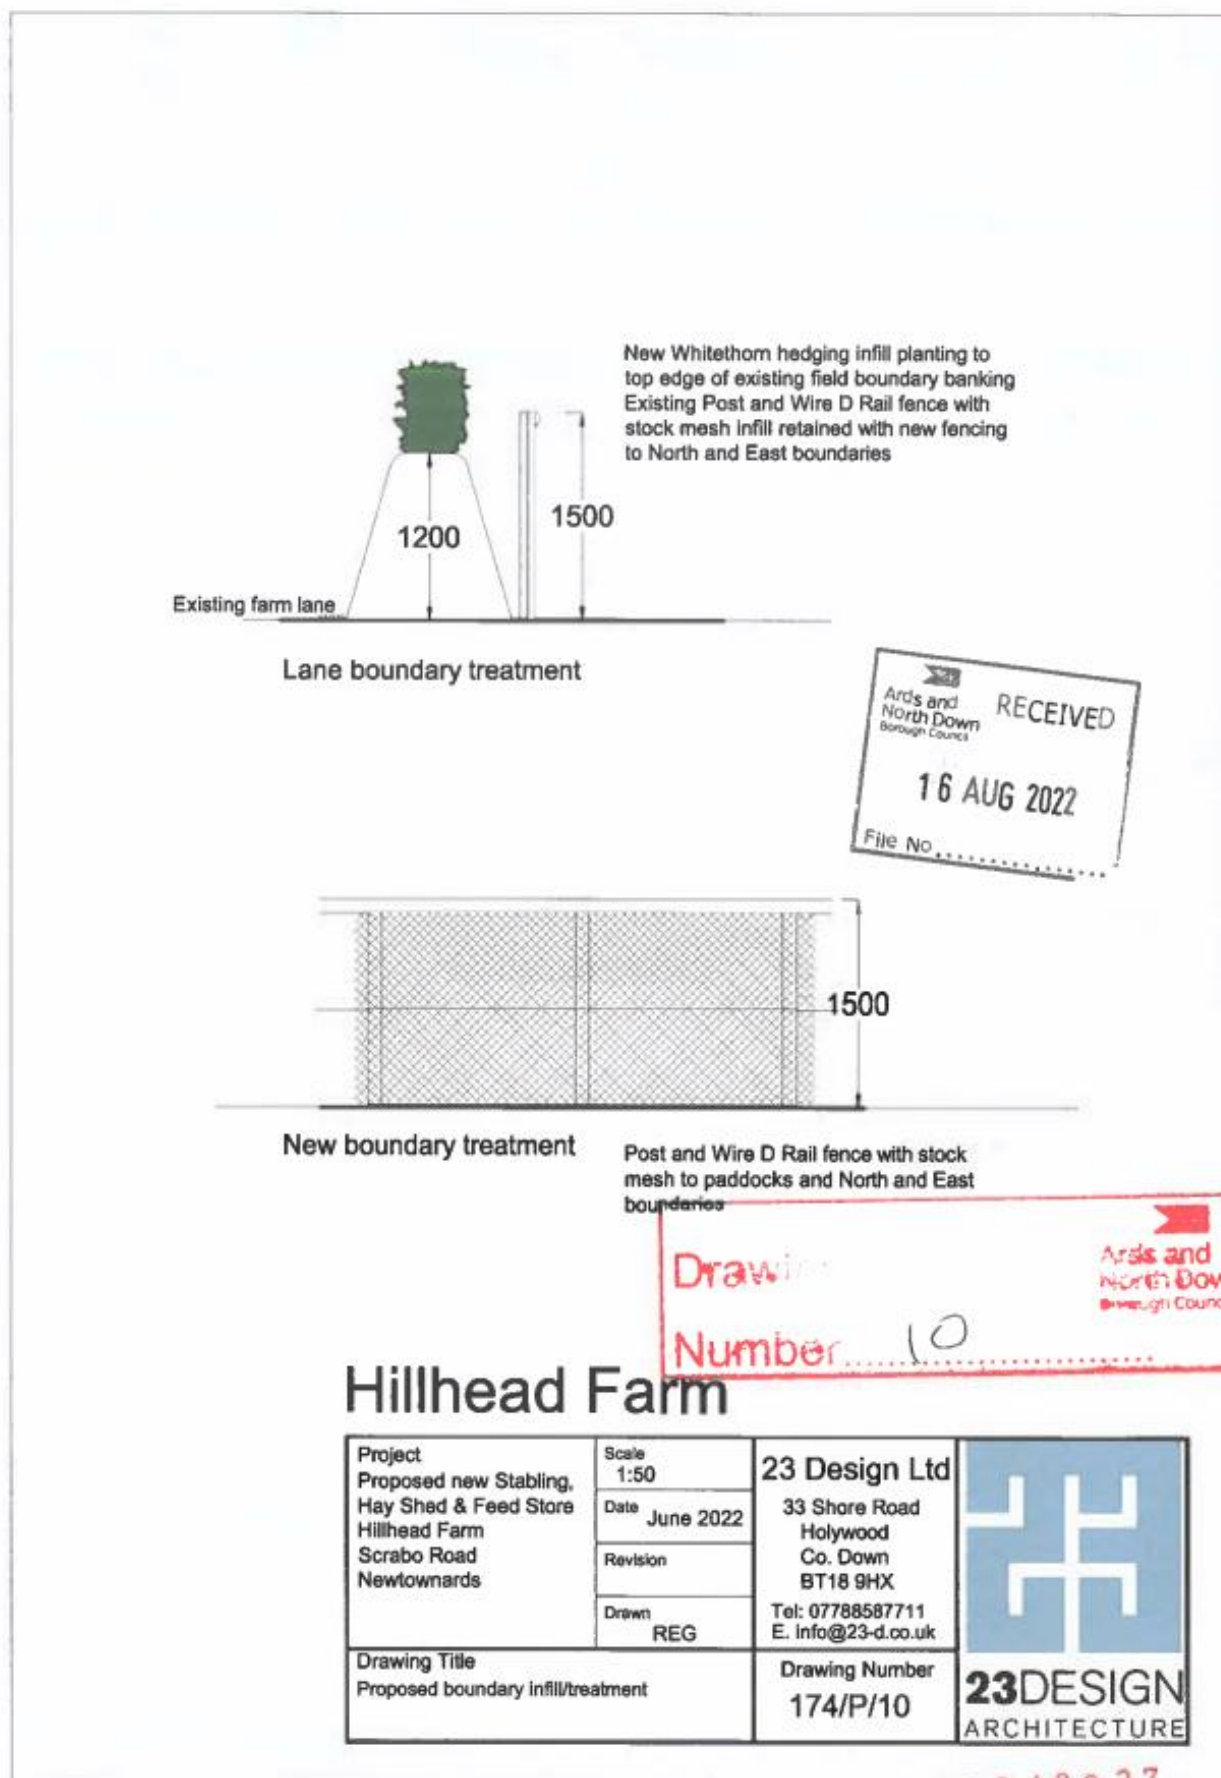 New Whitethorn hedging infill planting to
top edge of existing field boundary banking
Existing Post and Wire D Rail fence with
stock mesh infill retained with new fencing
to North and East boundaries
1200
1500
Existing farm lane
Lane boundary treatment
Ards and
North Down
Borough Council
RECEIVED
16 AUG 2022
File No
1500
New boundary treatment
Post and Wire D Rail fence with stock
mesh to paddocks and North and East
boundaries
Ards and
North Dow
Borough Counc
Number 10
Hillhead Farm
Project
Proposed new Stabling,
Hay Shed & Feed Store
Hillhead Farm
Scrabo Road
Newtownards
Scale
1:50
Date June 2022
Revision
Drawn
REG
23 Design Ltd
33 Shore Road
Holywood
Co. Down
BT18 9HX
Tel: 07788587711
E. info@23-d.co.uk
Drawing Title
Proposed boundary infill/treatment
Drawing Number
174/P/10
23DESIGN
ARCHITECTURE